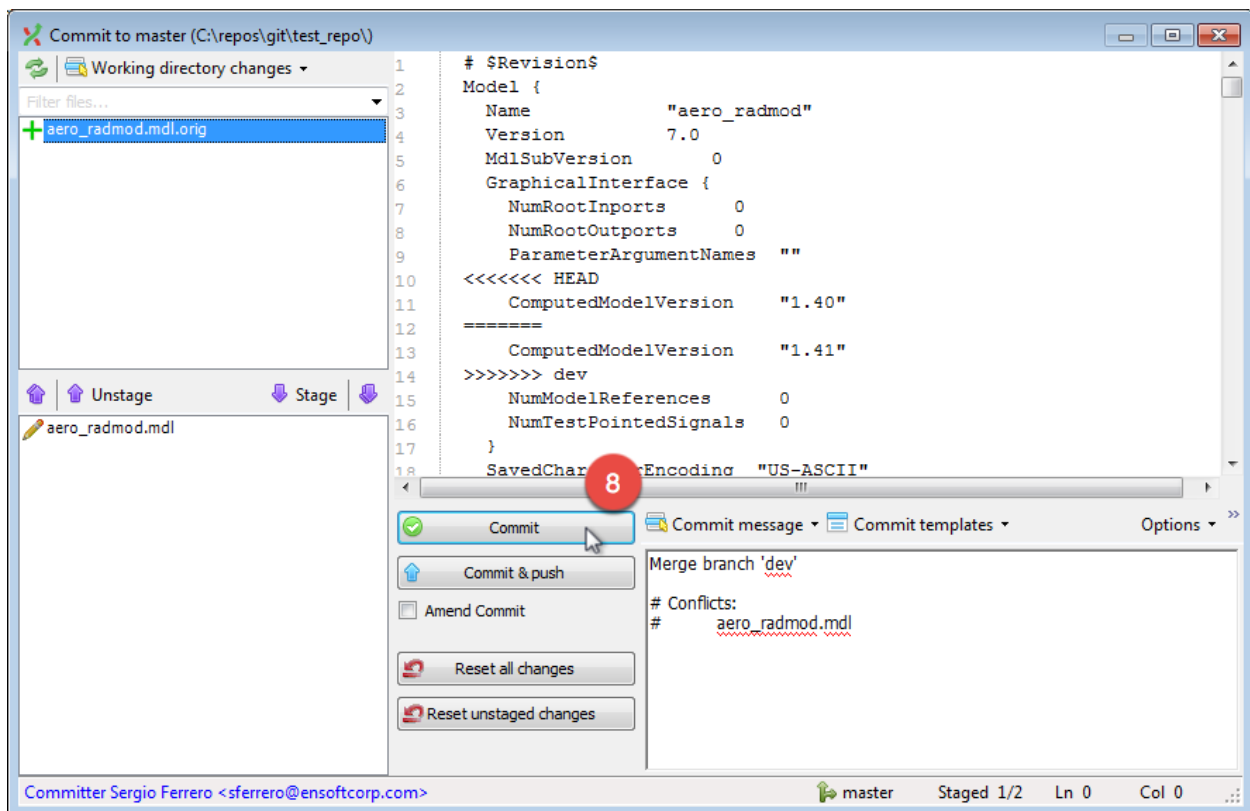 Commit to master (C:\repos\git\test_repo\)
Working directory changes
Filter files...
aero_radmod.mdl.orig
Unstage
Stage
aero_radmod.mdl
1 # $Revision$
2 Model {
3 Name "aero_radmod"
4 Version 7.0
5 MdlSubVersion 0
6 GraphicalInterface {
7 NumRootInports 0
8 NumRootOutports 0
9 ParameterArgumentNames ""
10 <<<<<<< HEAD
11 ComputedModelVersion "1.40"
12 =======
13 ComputedModelVersion "1.41"
14 >>>>>>> dev
15 NumModelReferences 0
16 NumTestPointedSignals 0
17 }
18 SavedChar Encoding "US-ASCII"
8
Commit
Commit & push
Amend Commit
Reset all changes
Reset unstaged changes
Commit message
Commit templates
Options
Merge branch 'dev'
# Conflicts:
# aero_radmod.mdl
Committer Sergio Ferrero <sferrero@ensoftcorp.com>
master
Staged 1/2
Ln 0
Col 0